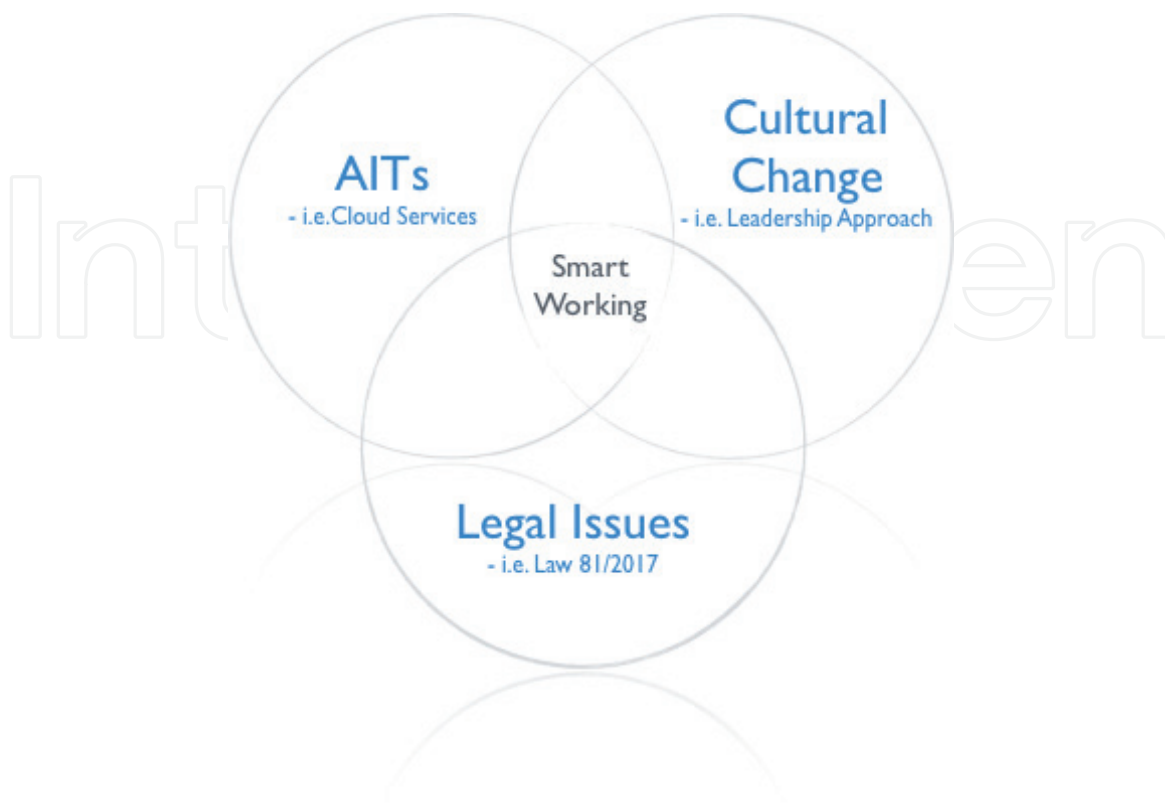 AITs
- i.e.Cloud Services
Cultural
Change
- i.e. Leadership Approach
Smart
Working
Legal Issues
- i.e. Law 81/2017